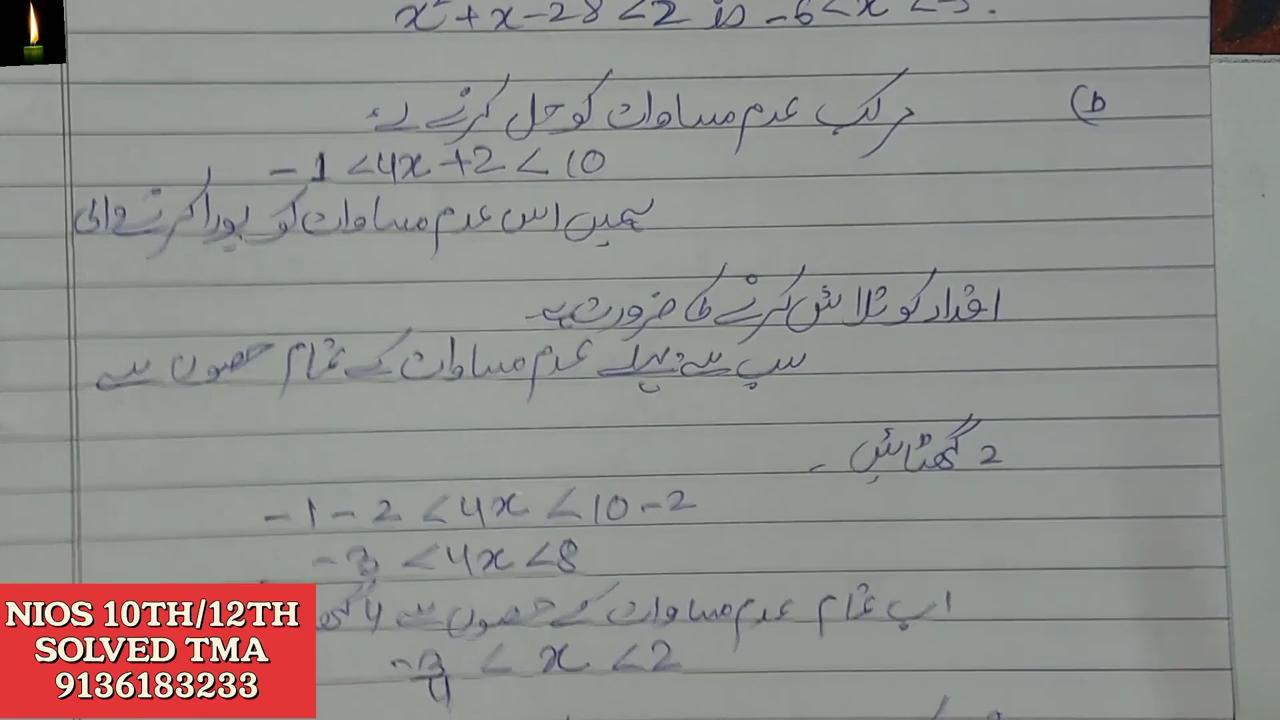 x² + x - 28 < 2 is -6 < x <
b)
مرکب عدم مساوات کو حل کرنے کے لئے
-1 < 4x + 2 < 10
ہمیں اس عدم مساوات کو پورا کرنے والی
اقدار کو تلاش کرنے کی ضرورت ہے۔
سب سے پہلے عدم مساوات کے تمام حصوں سے
2 گھٹائیں -
-1 - 2 < 4x < 10 - 2
-3 < 4x < 8
اب تمام عدم مساوات کے حصوں سے 4
-3/4 < x < 2
NIOS 10TH/12TH
SOLVED TMA
9136183233